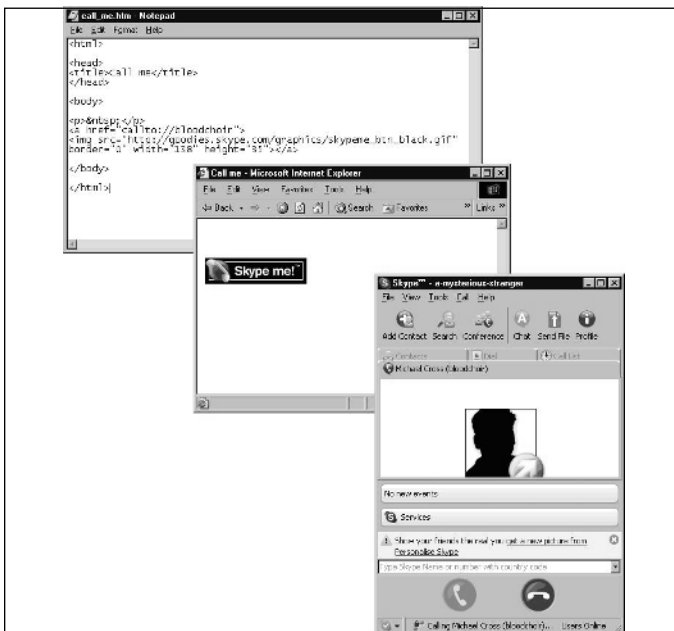 call_me.htm - Notepad
File Edit Format Help
<html>
<head>
<title>Call me</title>
</head>
<body>
<p>&nbsp;</p>
<a href="callto://bloodchoir">
<img src="http://goodies.skype.com/graphics/skypeme_btn_black.gif"
border="0" width="138" height="31"></a>
</body>
</html>
Call me - Microsoft Internet Explorer
File Edit View Favorites Tools Help
Back Search Favorites Links
Skype me!™
Skype™ - a-mysterious-stranger
File View Tools Call Help
Add Contact Search Conference Chat Send File Profile
Contacts Dial Call List
Michael Cross (bloodchoir)
No new events
Services
Show your friends the real you get a new picture from
Personalise Skype
Type Skype Name or number with country code
Calling Michael Cross (bloodchoir)... Users Online